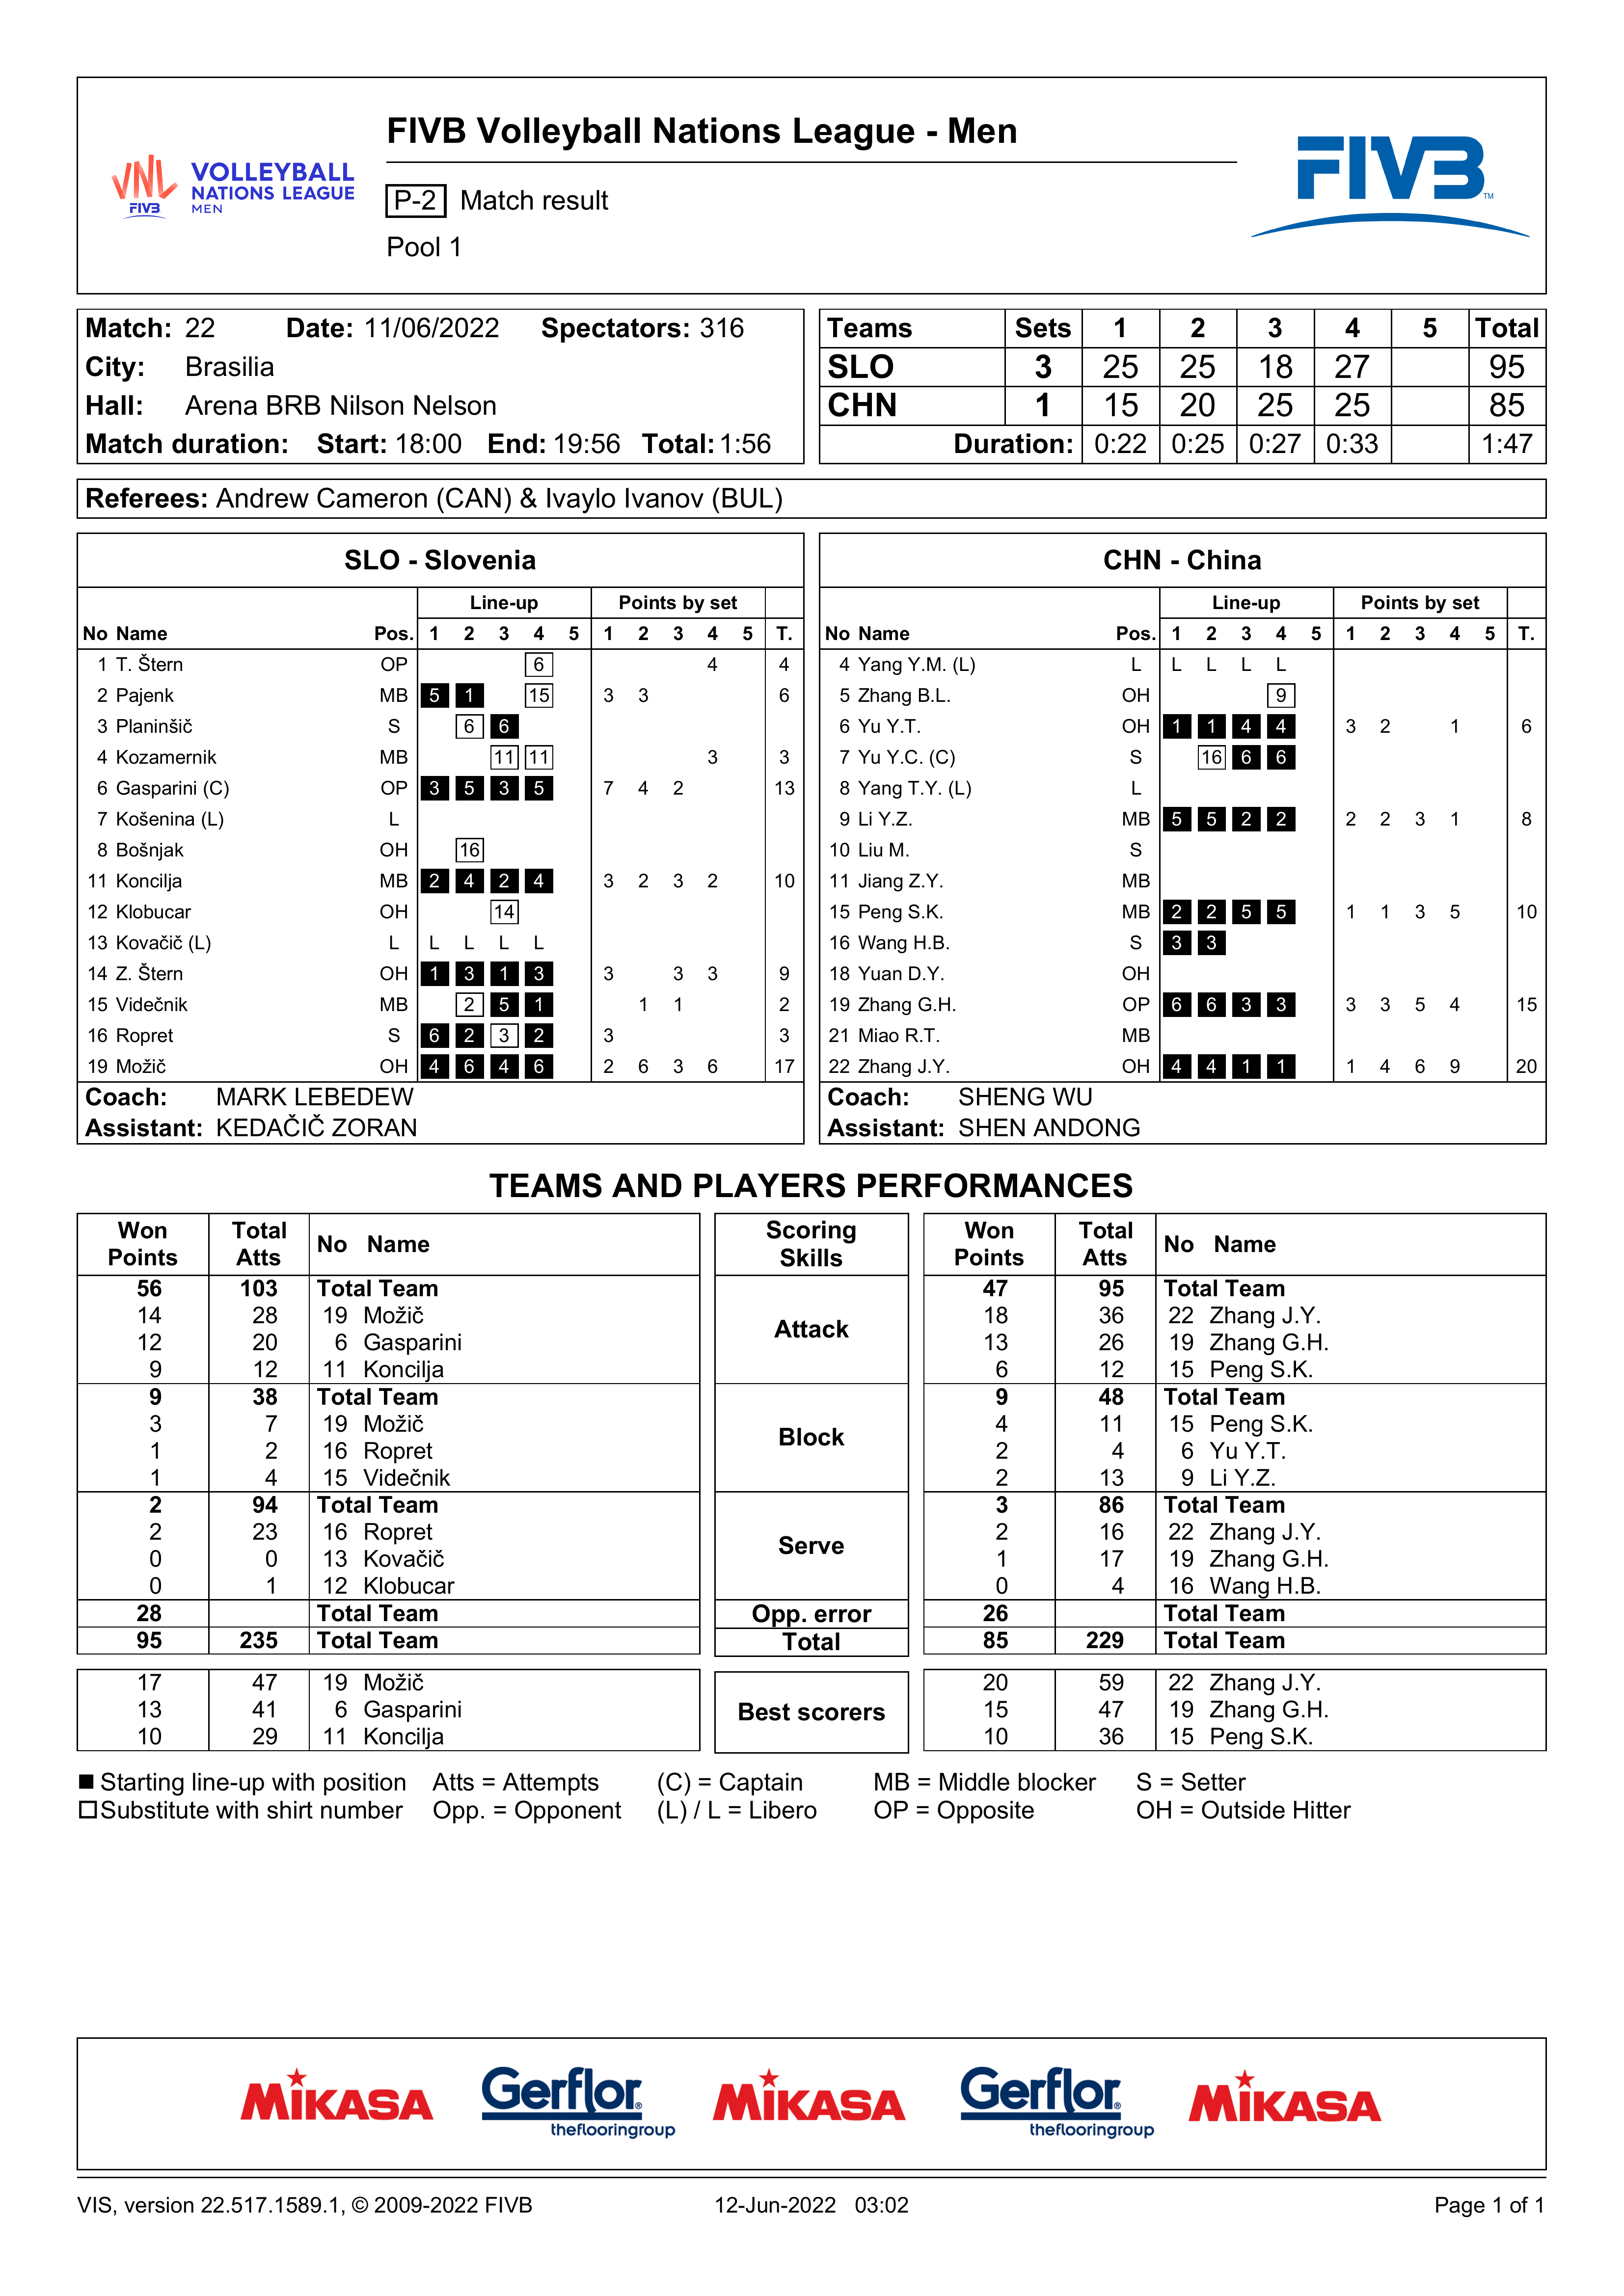 FIVB Volleyball Nations League - Men
VNL FIVB VOLLEYBALL NATIONS LEAGUE MEN
P-2 Match result
FIVB TM
Pool 1
Match: 22 Date: 11/06/2022 Spectators: 316
City: Brasilia
Hall: Arena BRB Nilson Nelson
Match duration: Start: 18:00 End: 19:56 Total: 1:56
Teams Sets 1 2 3 4 5 Total
SLO 3 25 25 18 27 95
CHN 1 15 20 25 25 85
Duration: 0:22 0:25 0:27 0:33 1:47
Referees: Andrew Cameron (CAN) & Ivaylo Ivanov (BUL)
SLO - Slovenia
Line-up Points by set
No Name Pos. 1 2 3 4 5 1 2 3 4 5 T.
1 T. Štern OP 6 4 4
2 Pajenk MB 5 1 15 3 3 6
3 Planinšič S 6 6
4 Kozamernik MB 11 11 3 3
6 Gasparini (C) OP 3 5 3 5 7 4 2 13
7 Košenina (L) L
8 Bošnjak OH 16
11 Koncilja MB 2 4 2 4 3 2 3 2 10
12 Klobucar OH 14
13 Kovačič (L) L L L L L
14 Z. Štern OH 1 3 1 3 3 3 3 9
15 Videčnik MB 2 5 1 1 1 2
16 Ropret S 6 2 3 2 3 3
19 Možič OH 4 6 4 6 2 6 3 6 17
Coach: MARK LEBEDEW
Assistant: KEDAČIČ ZORAN
CHN - China
Line-up Points by set
No Name Pos. 1 2 3 4 5 1 2 3 4 5 T.
4 Yang Y.M. (L) L L L L L
5 Zhang B.L. OH 9
6 Yu Y.T. OH 1 1 4 4 3 2 1 6
7 Yu Y.C. (C) S 16 6 6
8 Yang T.Y. (L) L
9 Li Y.Z. MB 5 5 2 2 2 2 3 1 8
10 Liu M. S
11 Jiang Z.Y. MB
15 Peng S.K. MB 2 2 5 5 1 1 3 5 10
16 Wang H.B. S 3 3
18 Yuan D.Y. OH
19 Zhang G.H. OP 6 6 3 3 3 3 5 4 15
21 Miao R.T. MB
22 Zhang J.Y. OH 4 4 1 1 1 4 6 9 20
Coach: SHENG WU
Assistant: SHEN ANDONG
TEAMS AND PLAYERS PERFORMANCES
Won Points Total Atts No Name Scoring Skills Won Points Total Atts No Name
56 103 Total Team Attack 47 95 Total Team
14 28 19 Možič 18 36 22 Zhang J.Y.
12 20 6 Gasparini 13 26 19 Zhang G.H.
9 12 11 Koncilja 6 12 15 Peng S.K.
9 38 Total Team Block 9 48 Total Team
3 7 19 Možič 4 11 15 Peng S.K.
1 2 16 Ropret 2 4 6 Yu Y.T.
1 4 15 Videčnik 2 13 9 Li Y.Z.
2 94 Total Team Serve 3 86 Total Team
2 23 16 Ropret 2 16 22 Zhang J.Y.
0 0 13 Kovačič 1 17 19 Zhang G.H.
0 1 12 Klobucar 0 4 16 Wang H.B.
28 Total Team Opp. error 26 Total Team
95 235 Total Team Total 85 229 Total Team
17 47 19 Možič Best scorers 20 59 22 Zhang J.Y.
13 41 6 Gasparini 15 47 19 Zhang G.H.
10 29 11 Koncilja 10 36 15 Peng S.K.
Starting line-up with position Atts = Attempts (C) = Captain MB = Middle blocker S = Setter
Substitute with shirt number Opp. = Opponent (L) / L = Libero OP = Opposite OH = Outside Hitter
MIKASA Gerflor® theflooringgroup MIKASA Gerflor® theflooringgroup MIKASA
VIS, version 22.517.1589.1, © 2009-2022 FIVB 12-Jun-2022 03:02 Page 1 of 1